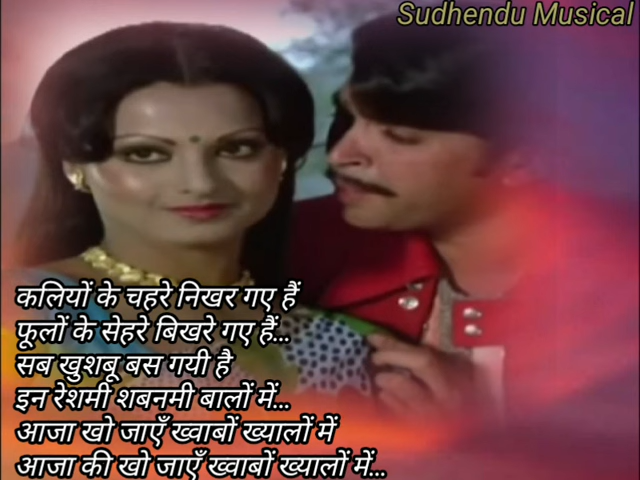 Sudhendu Musical
कलियों के चहरे निखर गए हैं
फूलों के सेहरे बिखरे गए हैं...
सब खुशबू बस गयी है
इन रेशमी शबनमी बालों में...
आजा खो जाएँ ख्वाबों ख्यालों में
आजा की खो जाएँ ख्वाबों ख्यालों में...